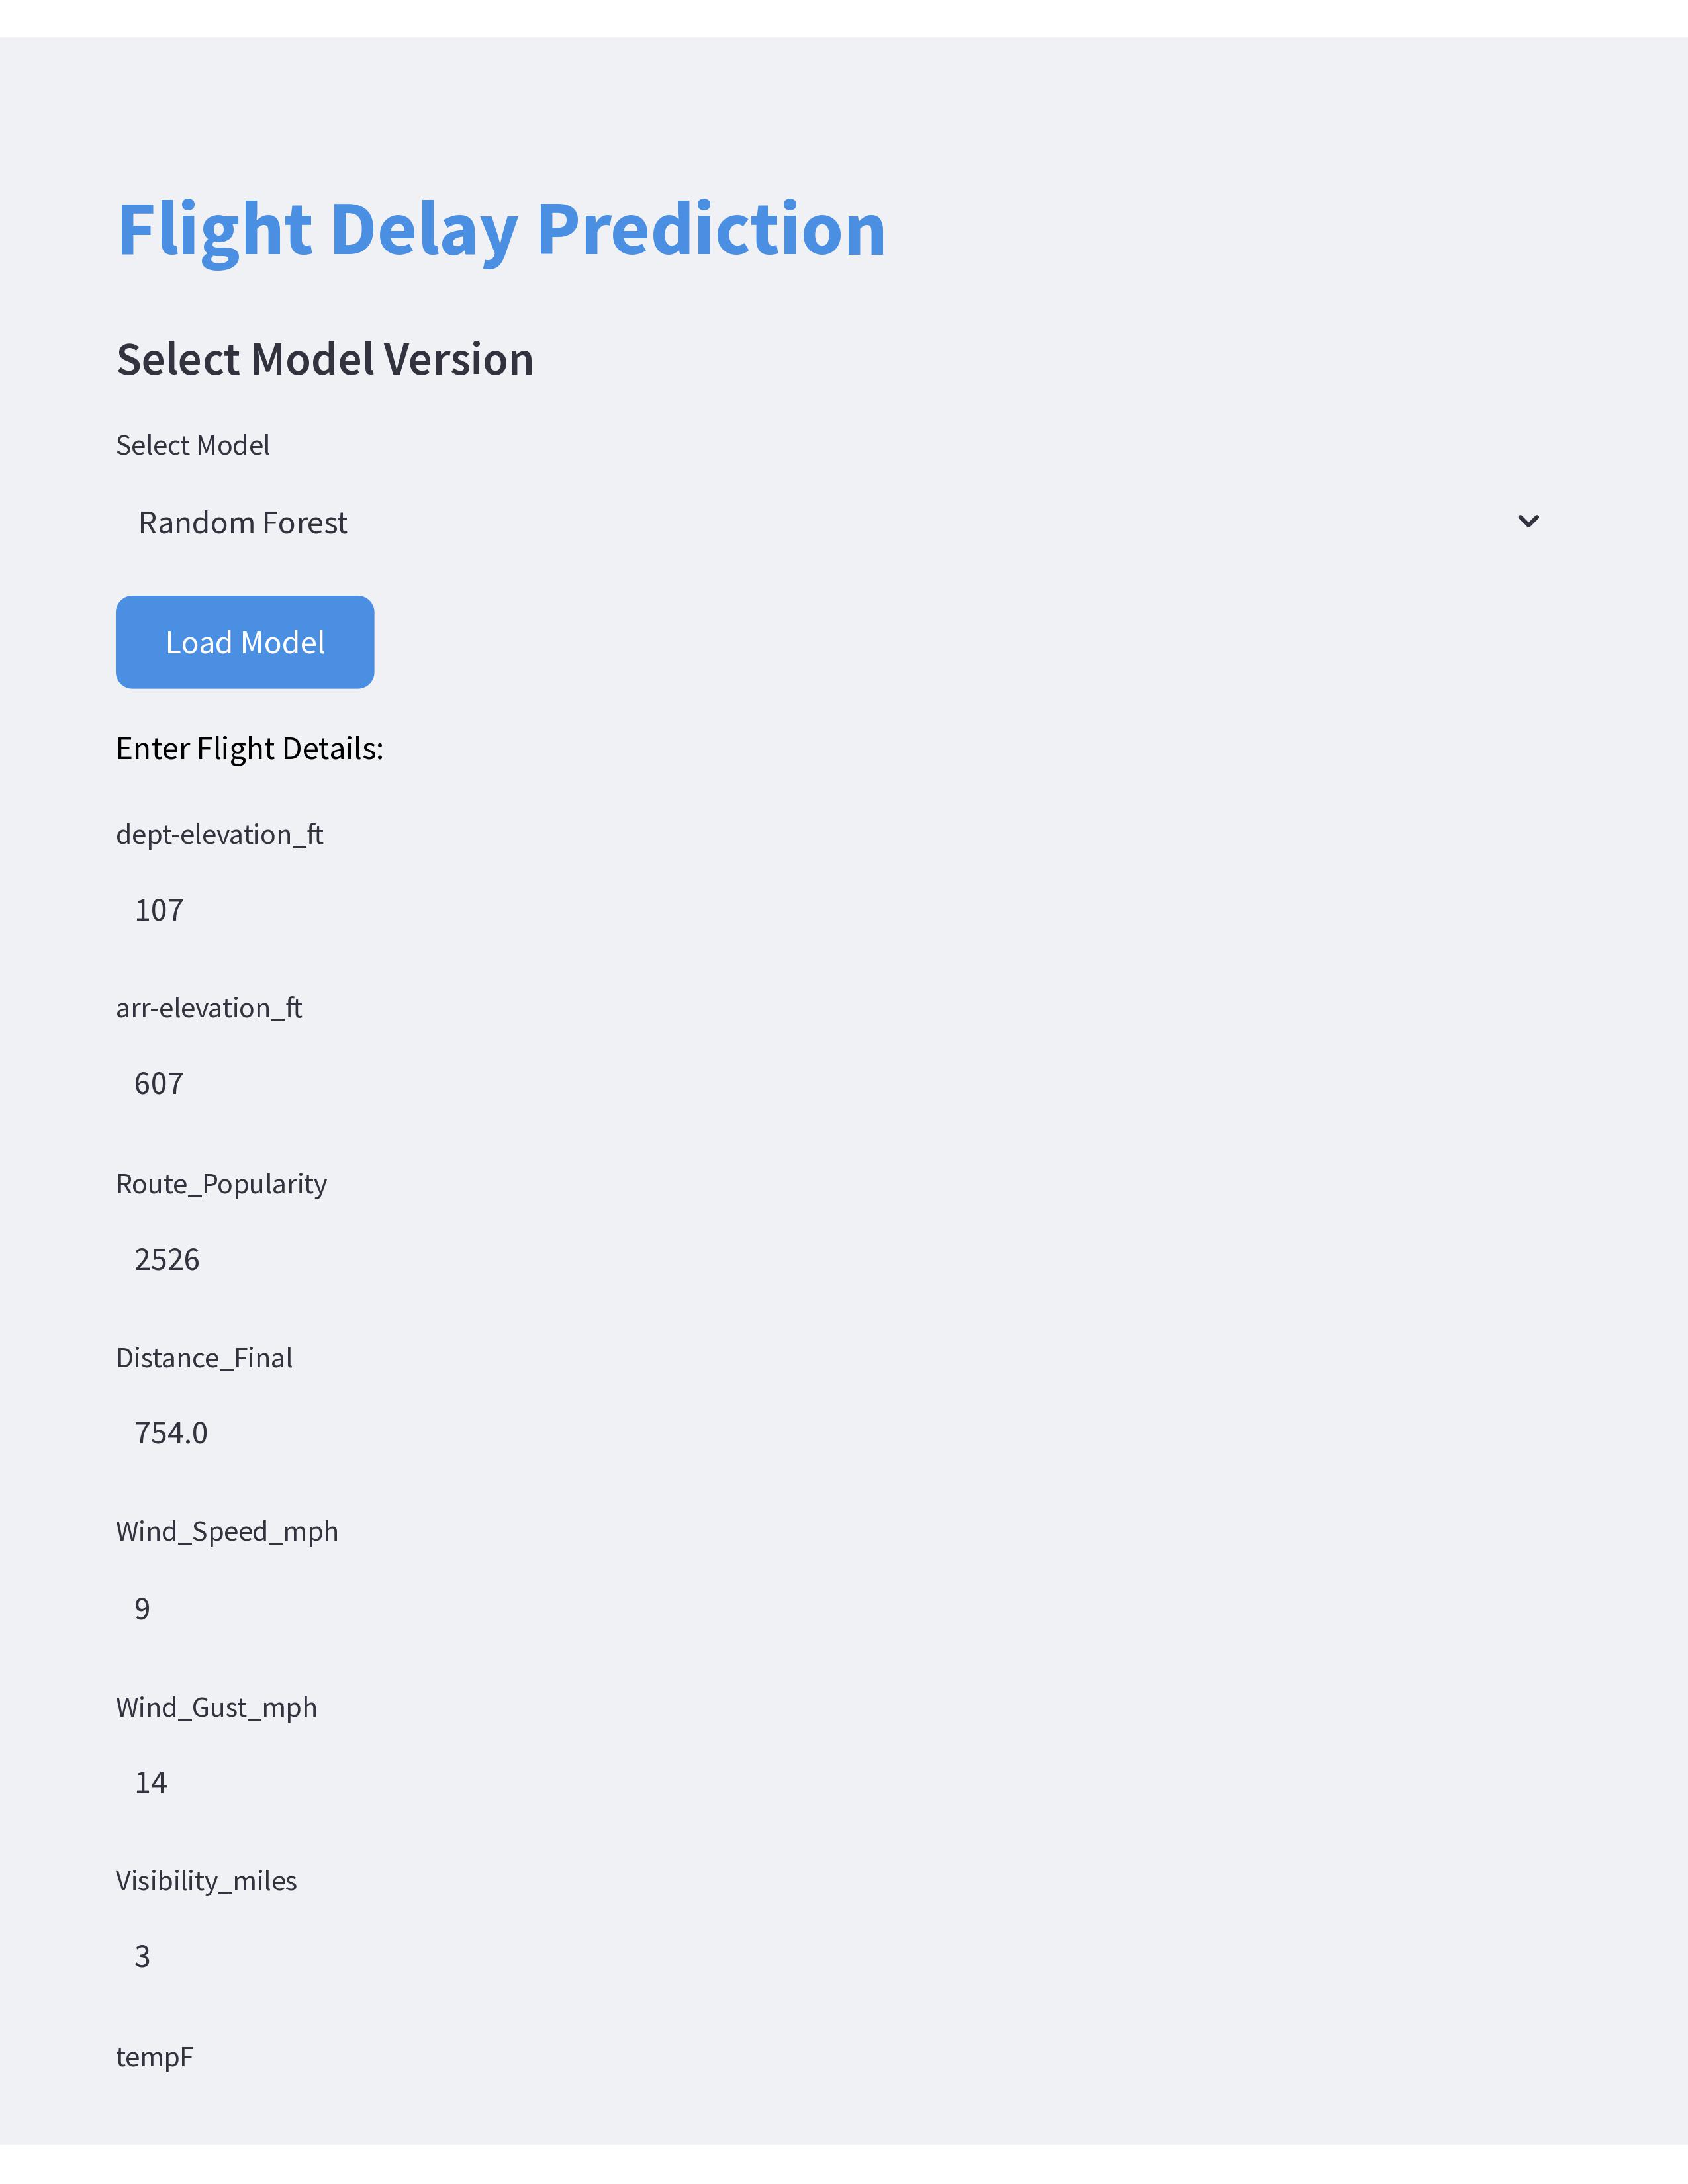 Flight Delay Prediction
Select Model Version
Select Model
Random Forest
Load Model
Enter Flight Details:
dept-elevation_ft
107
arr-elevation_ft
607
Route_Popularity
2526
Distance_Final
754.0
Wind_Speed_mph
9
Wind_Gust_mph
14
Visibility_miles
3
tempF